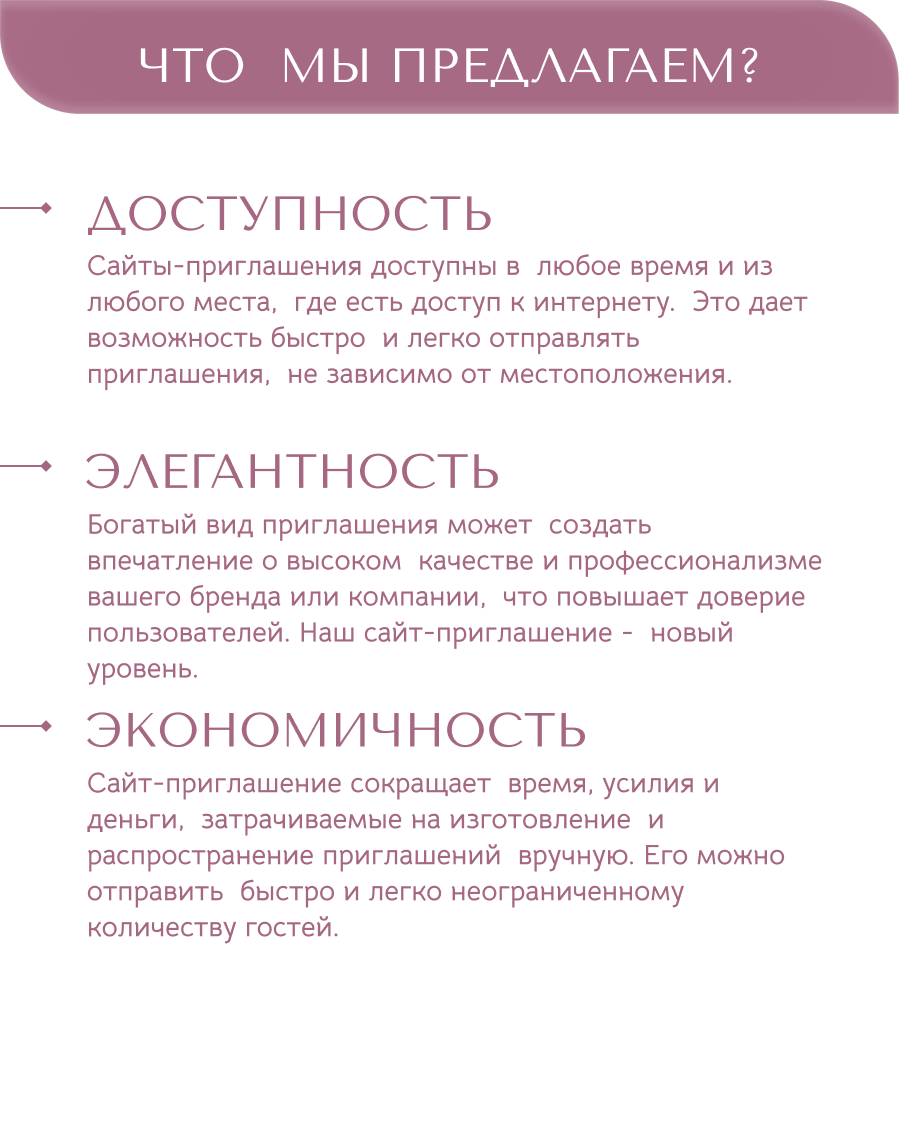 ЧТО МЫ ПРЕДЛАГАЕМ?
ДОСТУПНОСТЬ
Сайты-приглашения доступны в любое время и из
любого места, где есть доступ к интернету. Это дает
возможность быстро и легко отправлять
приглашения, не зависимо от местоположения.
ЭЛЕГАНТНОСТЬ
Богатый вид приглашения может создать
впечатление о высоком качестве и профессионализме
вашего бренда или компании, что повышает доверие
пользователей. Наш сайт-приглашение - новый
уровень.
ЭКОНОМИЧНОСТЬ
Сайт-приглашение сокращает время, усилия и
деньги, затрачиваемые на изготовление и
распространение приглашений вручную. Его можно
отправить быстро и легко неограниченному
количеству гостей.